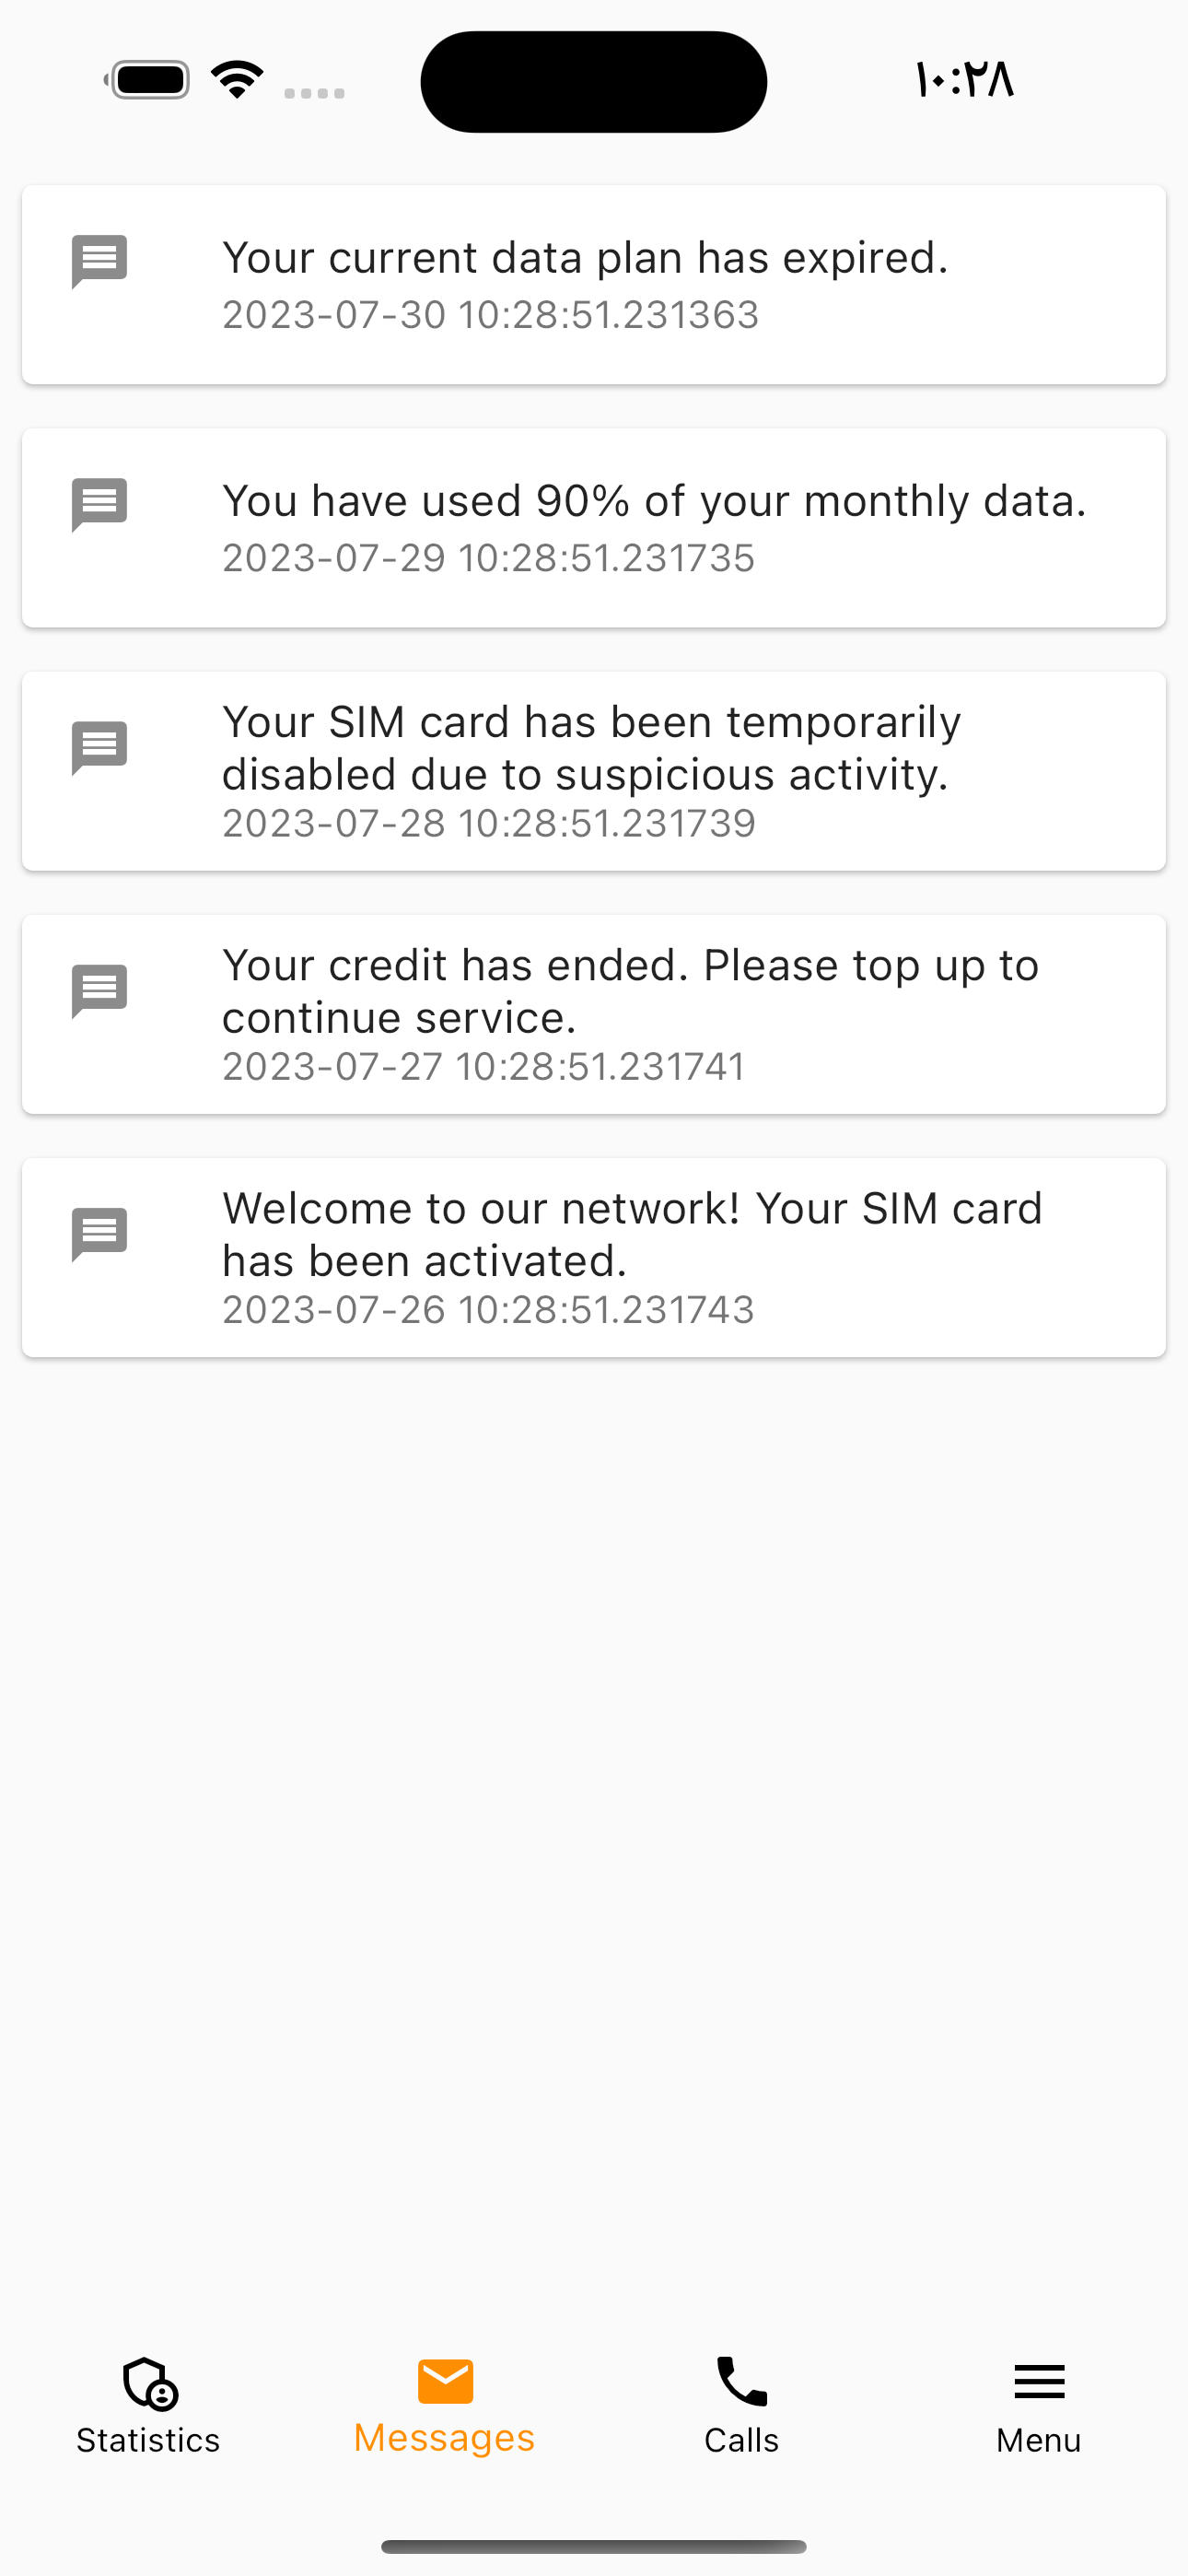 ۱۰:۲۸
Your current data plan has expired.
2023-07-30 10:28:51.231363
You have used 90% of your monthly data.
2023-07-29 10:28:51.231735
Your SIM card has been temporarily
disabled due to suspicious activity.
2023-07-28 10:28:51.231739
Your credit has ended. Please top up to
continue service.
2023-07-27 10:28:51.231741
Welcome to our network! Your SIM card
has been activated.
2023-07-26 10:28:51.231743
Statistics
Messages
Calls
Menu